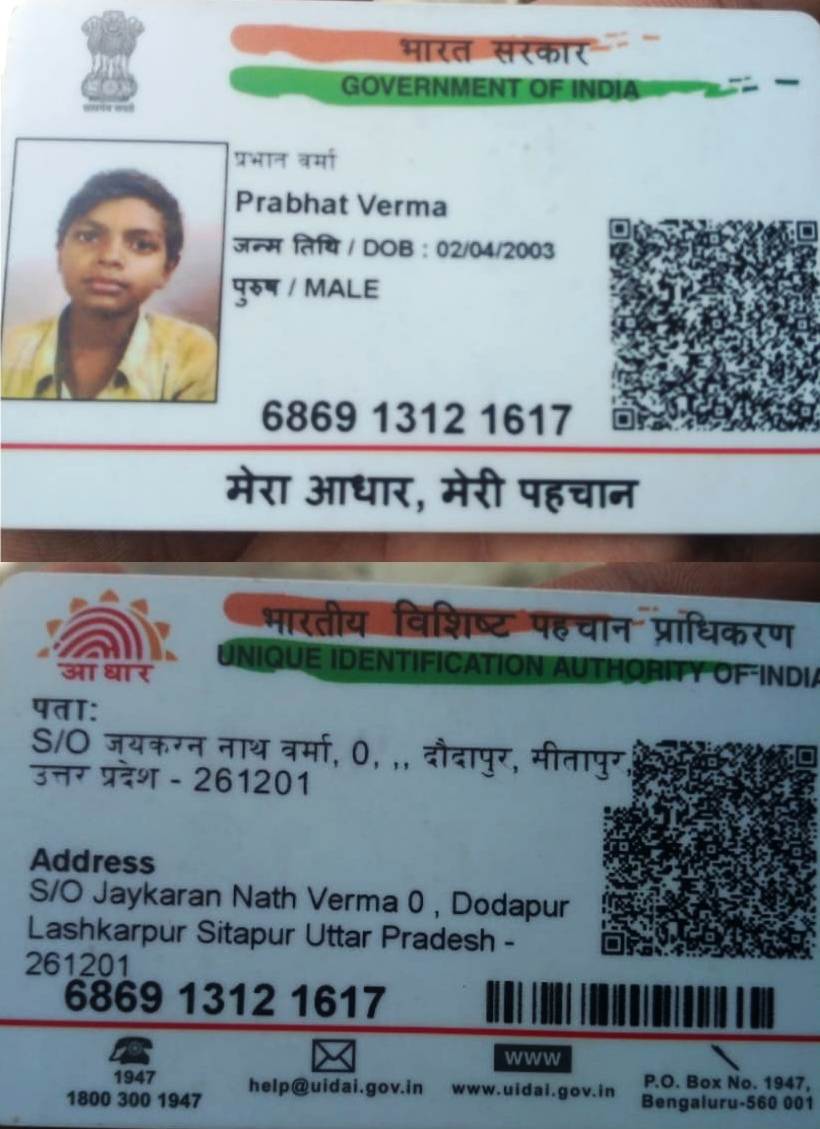 भारत सरकार
GOVERNMENT OF INDIA
प्रभात वर्मा
Prabhat Verma
जन्म तिथि / DOB : 02/04/2003
पुरुष / MALE
6869 1312 1617
मेरा आधार, मेरी पहचान
आधार
भारतीय विशिष्ट पहचान प्राधिकरण
UNIQUE IDENTIFICATION AUTHORITY OF INDIA
पता:
S/O जयकरन नाथ वर्मा, 0, ,, दौदापुर, सीतापुर,
उत्तर प्रदेश - 261201
Address
S/O Jaykaran Nath Verma 0 , Dodapur
Lashkarpur Sitapur Uttar Pradesh -
261201
6869 1312 1617
1947
1800 300 1947
help@uidai.gov.in
WWW
www.uidai.gov.in
P.O. Box No. 1947,
Bengaluru-560 001